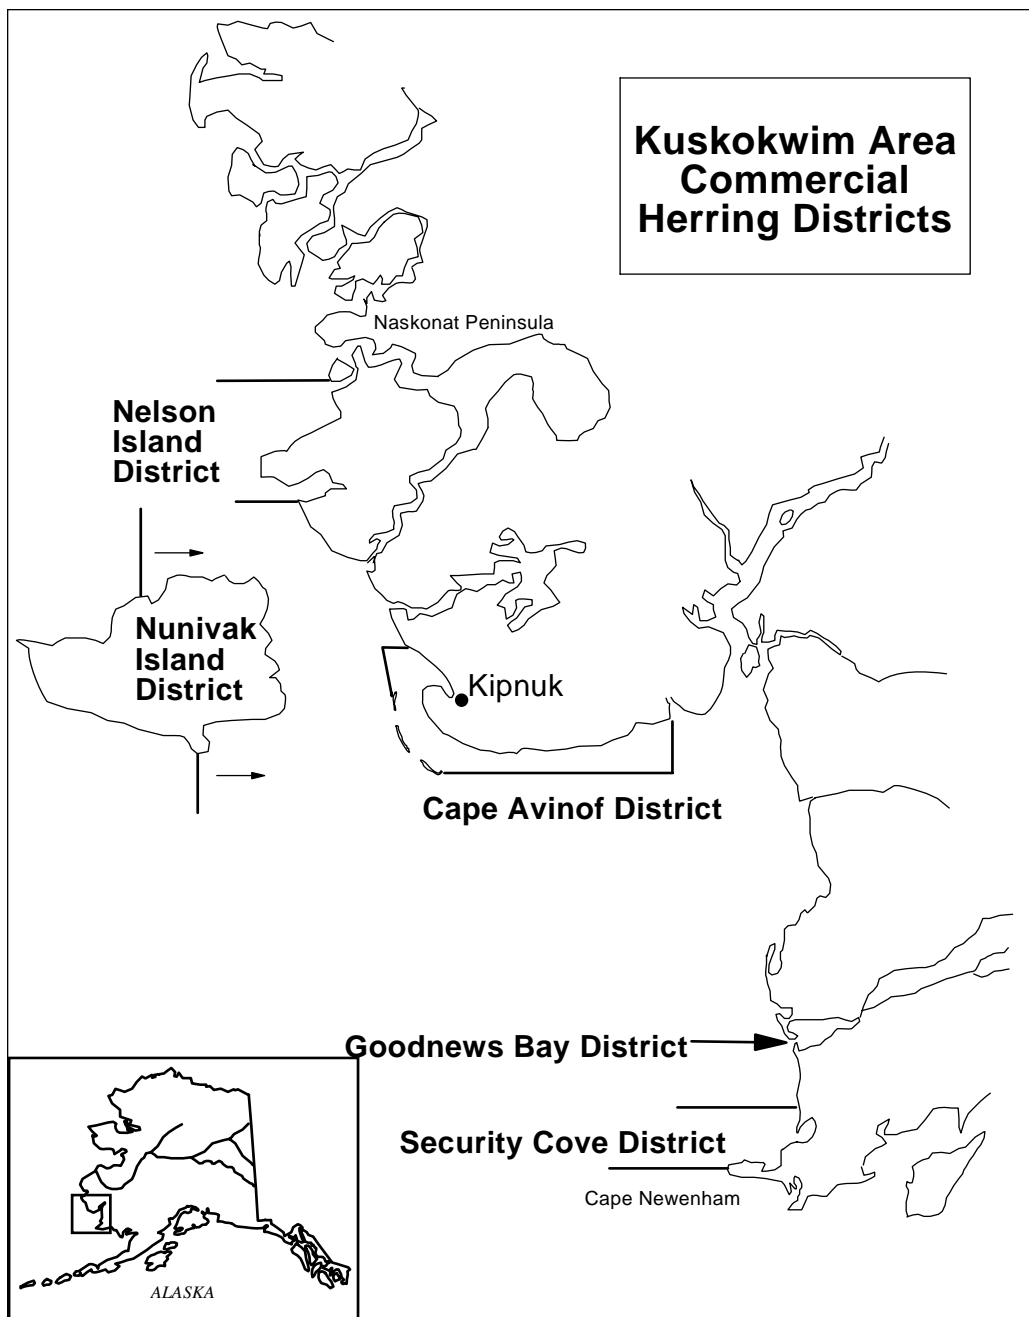 Kuskokwim Area
Commercial
Herring Districts
Naskonat Peninsula
Nelson
Island
District
Nunivak
Island
District
Kipnuk
Cape Avinof District
Goodnews Bay District
Security Cove District
Cape Newenham
ALASKA